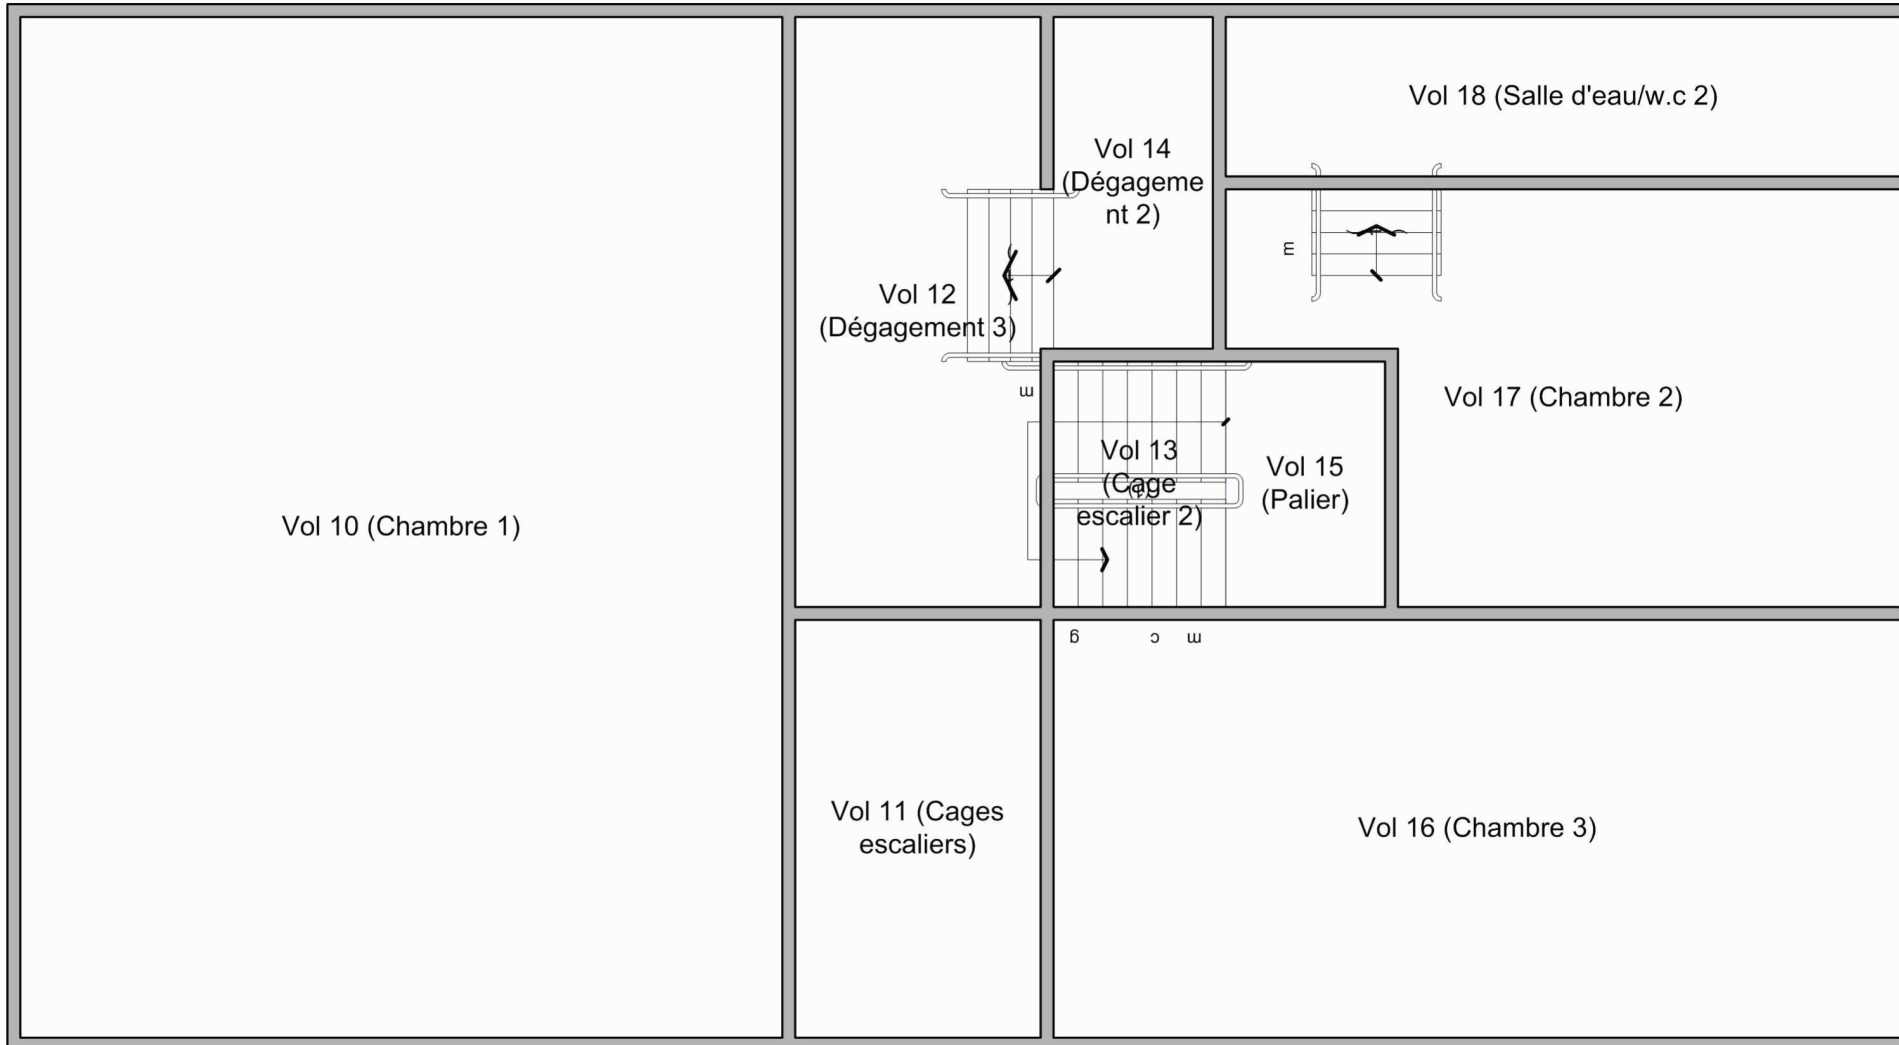 Vol 18 (Salle d'eau/w.c 2)
Vol 14
(Dégageme
nt 2)
m
Vol 12
(Dégagement 3)
m
Vol 17 (Chambre 2)
Vol 13
(Cage
escalier 2)
Vol 15
(Palier)
Vol 10 (Chambre 1)
g c m
Vol 11 (Cages
escaliers)
Vol 16 (Chambre 3)